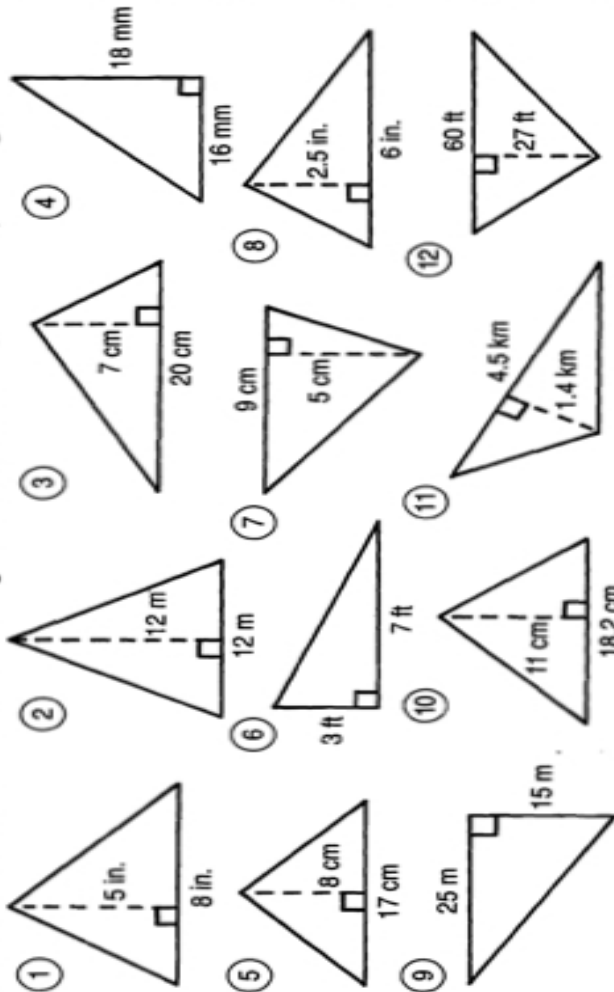 1
5 in.
8 in.
2
12 m
12 m
3
7 cm
20 cm
4
18 mm
16 mm
5
8 cm
17 cm
6
3 ft
7 ft
7
9 cm
5 cm
8
2.5 in.
6 in.
9
25 m
15 m
10
11 cm
18.2 cm
11
4.5 km
1.4 km
12
60 ft
27 ft